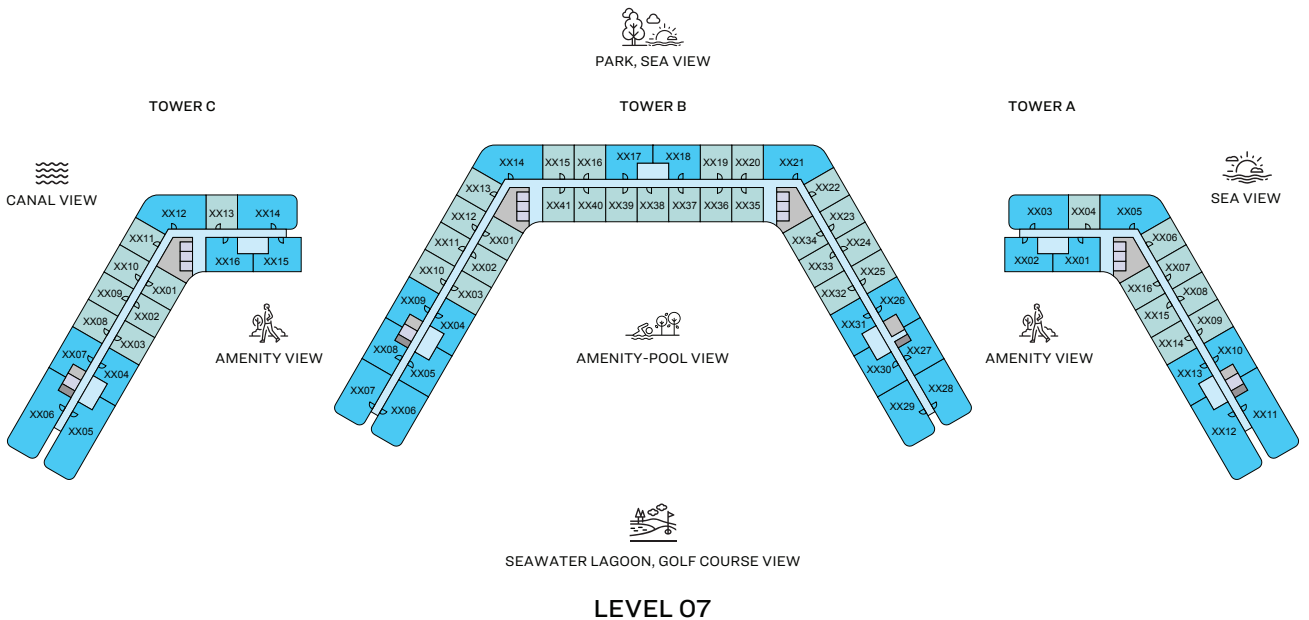 PARK, SEA VIEW
TOWER C
TOWER B
TOWER A
CANAL VIEW
SEA VIEW
XX12
XX13
XX14
XX11
XX10
XX09
XX08
XX07
XX06
XX16
XX15
XX01
XX02
XX03
XX04
XX05
AMENITY VIEW
XX14
XX15
XX16
XX17
XX18
XX19
XX20
XX21
XX13
XX12
XX11
XX10
XX09
XX08
XX07
XX41
XX40
XX39
XX38
XX37
XX36
XX35
XX01
XX02
XX03
XX04
XX05
XX06
XX22
XX23
XX24
XX25
XX26
XX27
XX28
XX34
XX33
XX32
XX31
XX30
XX29
AMENITY-POOL VIEW
XX03
XX04
XX05
XX02
XX01
XX06
XX07
XX08
XX09
XX10
XX11
XX16
XX15
XX14
XX13
XX12
AMENITY VIEW
SEAWATER LAGOON, GOLF COURSE VIEW
LEVEL 07